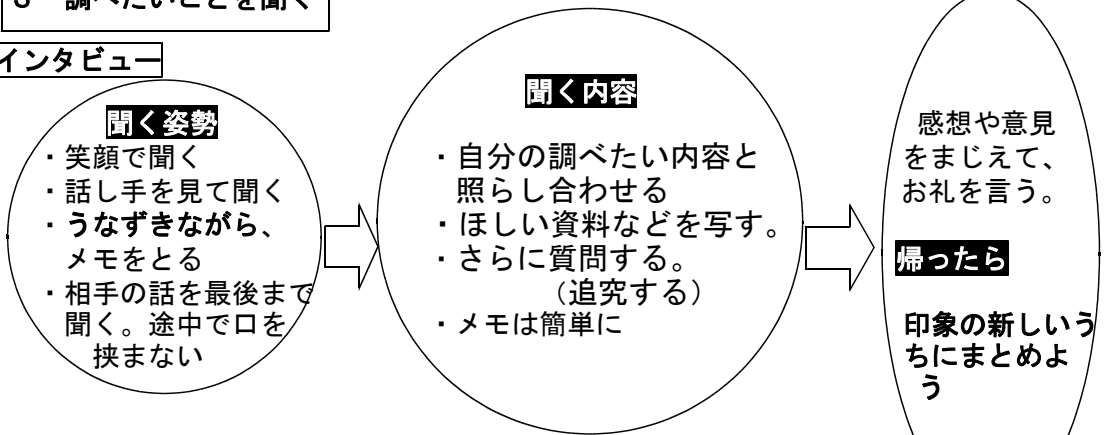 調べたいことを聞く
インタビュー
聞く姿勢
・笑顔で聞く
・話し手を見て聞く
・うなずきながら、
メモをとる
・相手の話を最後まで
聞く。途中で口を
挟まない
聞く内容
・自分の調べたい内容と
照らし合わせる
・ほしい資料などを写す。
・さらに質問する。
（追究する）
・メモは簡単に
感想や意見
をまじえて、
お礼を言う。
帰ったら
印象の新しいう
ちにまとめよ
う